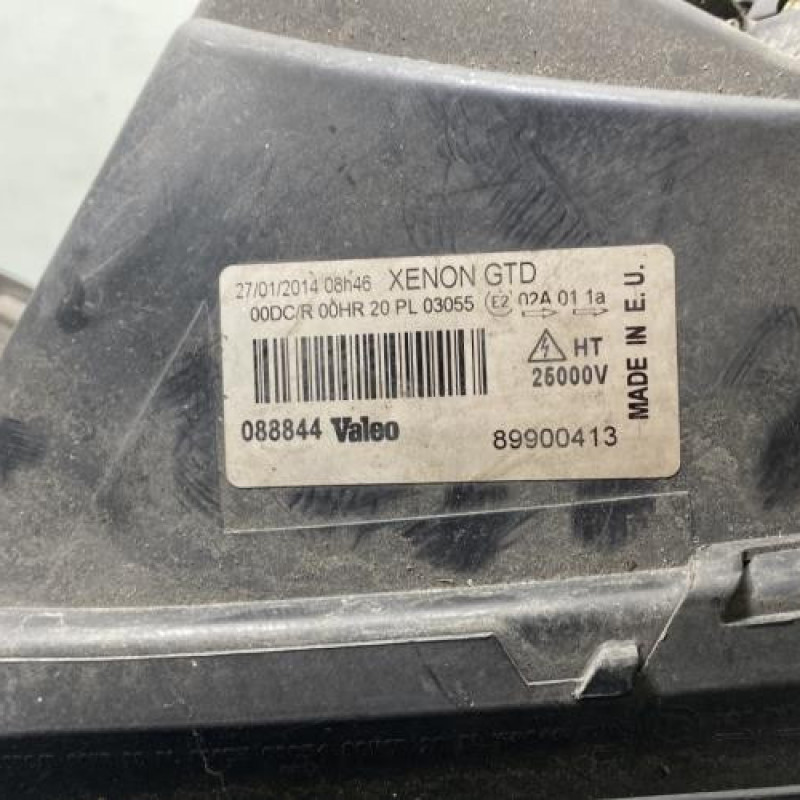 27/01/2014 08h46 XENON GTD
00DC/R 00HR 20 PL 03055 E2 02A 01 1a
HT
25000V
088844 Valeo
89900413
MADE IN E.U.